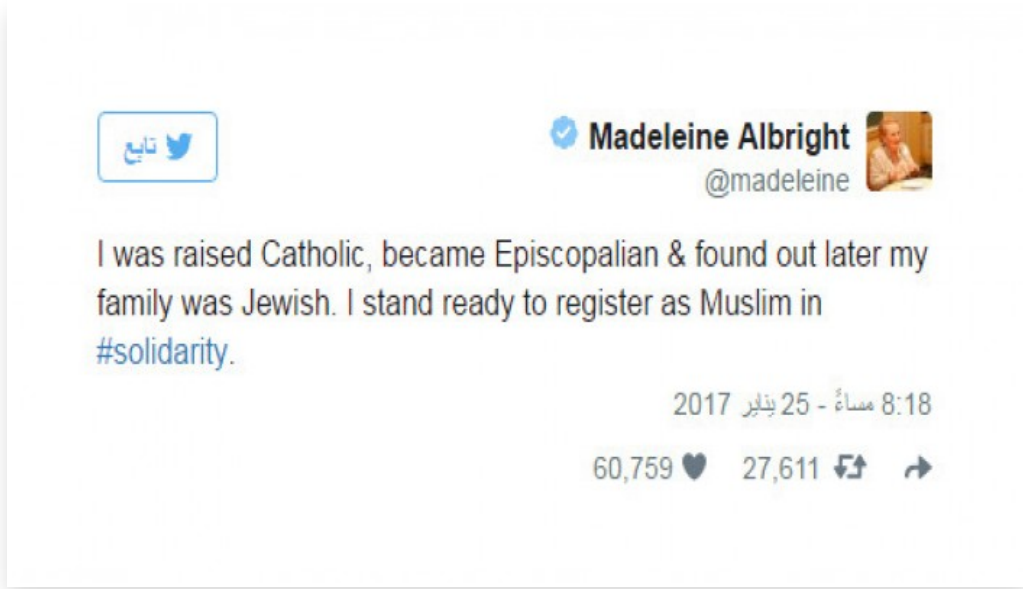 Madeleine Albright
@madeleine
تابع
I was raised Catholic, became Episcopalian & found out later my
family was Jewish. I stand ready to register as Muslim in
#solidarity.
8:18 مساءً - 25 يناير 2017
27,611
60,759